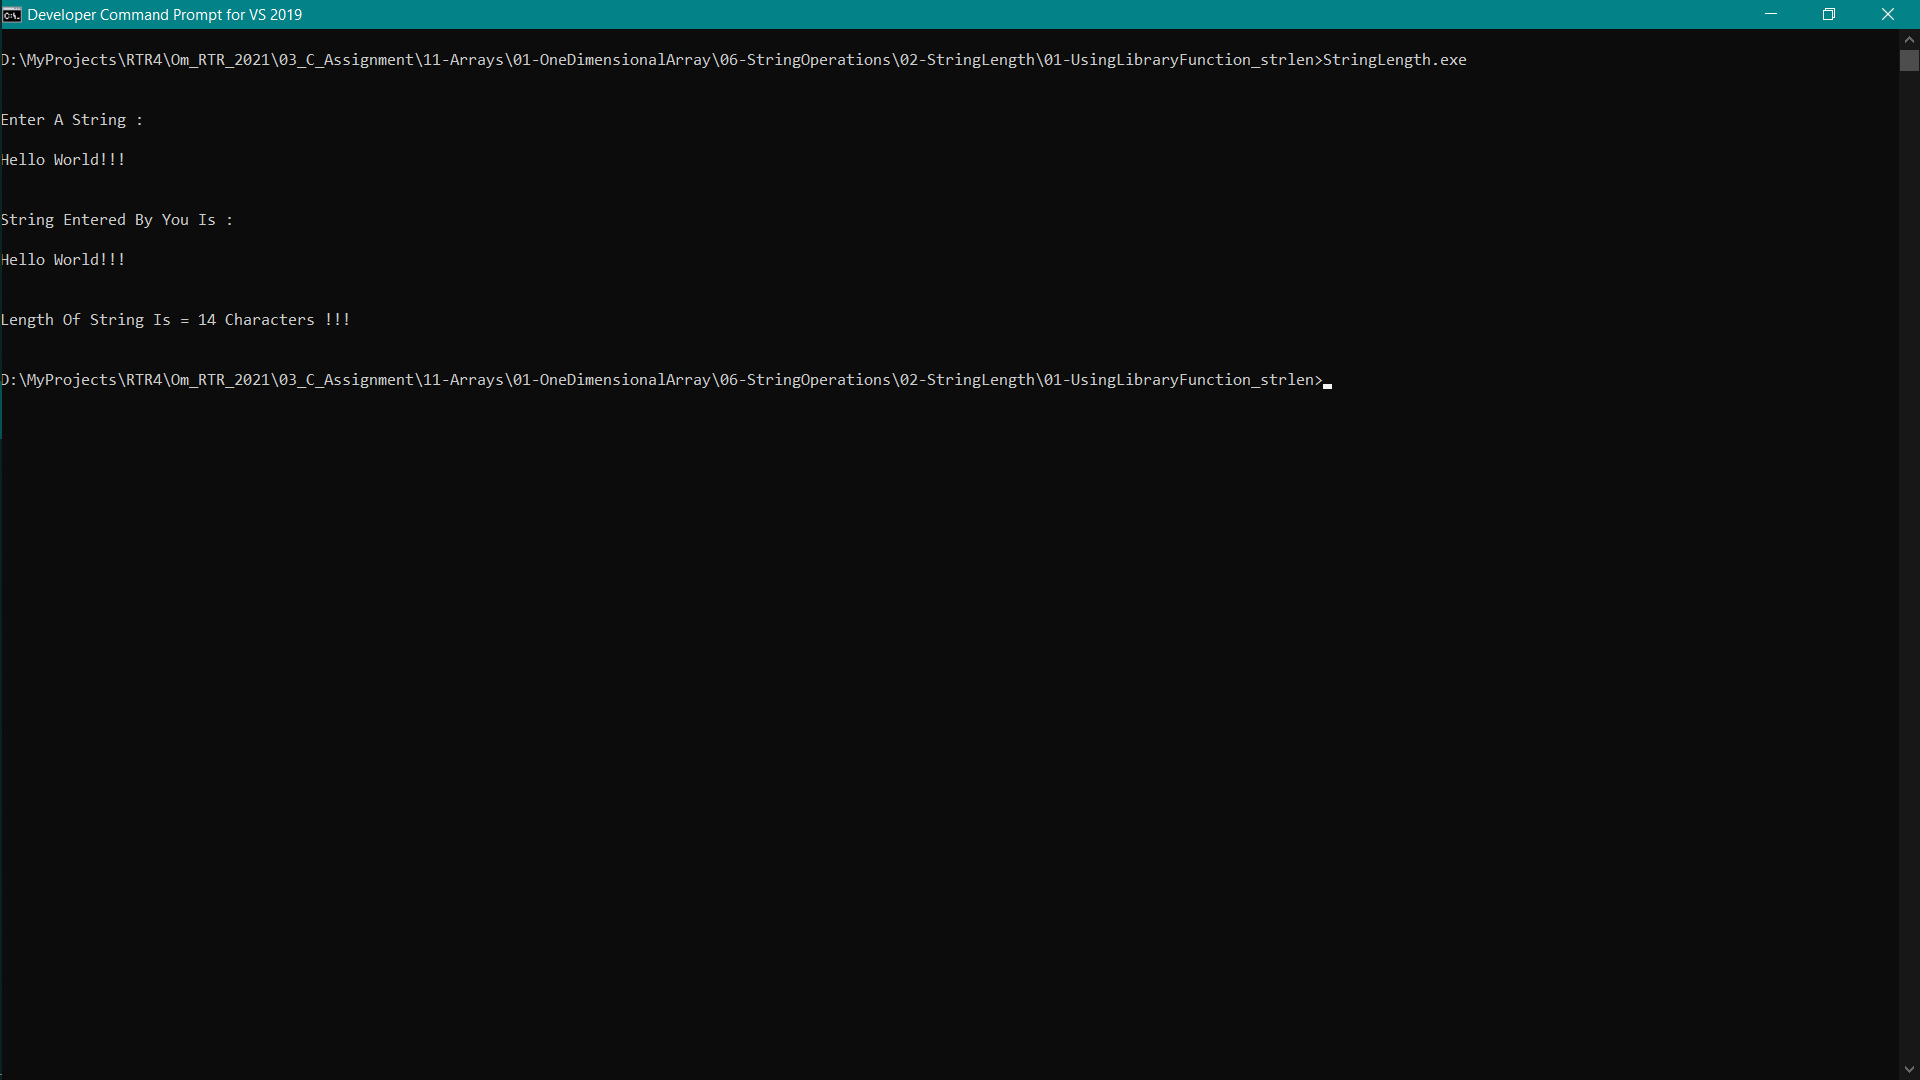 Developer Command Prompt for VS 2019
D:\MyProjects\RTR4\Om_RTR_2021\03_C_Assignment\11-Arrays\01-OneDimensionalArray\06-StringOperations\02-StringLength\01-UsingLibraryFunction_strlen>StringLength.exe
Enter A String :
Hello World!!!
String Entered By You Is :
Hello World!!!
Length Of String Is = 14 Characters !!!
D:\MyProjects\RTR4\Om_RTR_2021\03_C_Assignment\11-Arrays\01-OneDimensionalArray\06-StringOperations\02-StringLength\01-UsingLibraryFunction_strlen>